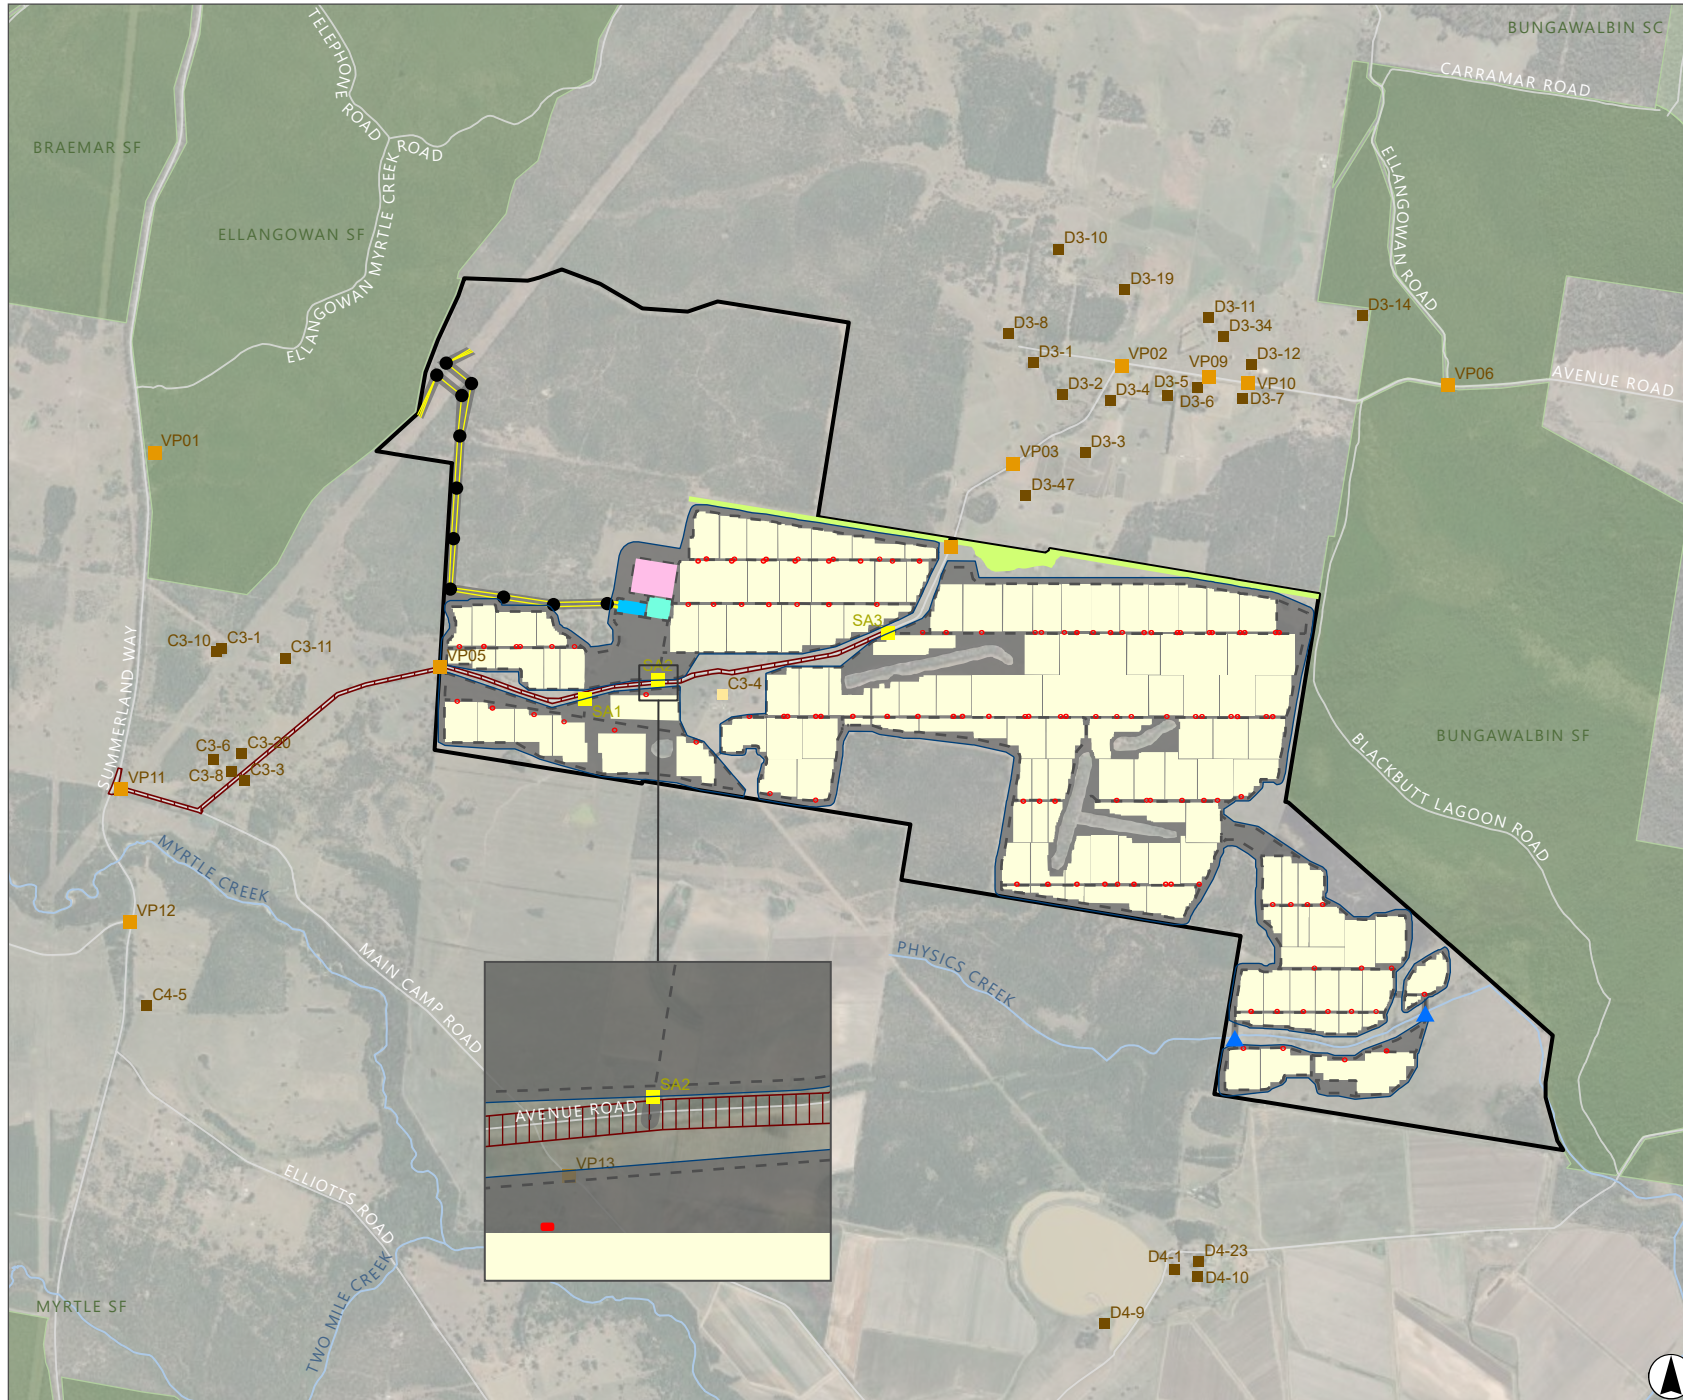 BUNGAWALBIN SC
TELEPHONE ROAD
CARRAMAR ROAD
BRAEMAR SF
ROAD
ELLANGOWAN SF
ELLANGOWAN MYRTLE CREEK
ELLANGOWAN ROAD
D3-10
D3-19
D3-11
D3-14
D3-8
D3-34
D3-1
VP02
VP09
D3-12
D3-2
D3-4
D3-5
D3-6
VP10
D3-7
VP06
AVENUE ROAD
VP01
VP03
D3-3
D3-47
SA3
C3-10
C3-1
C3-11
VP05
SA2
C3-4
SA1
SUMMERLAND WAY
C3-6
C3-20
C3-8
C3-3
VP11
BUNGAWALBIN SF
BLACKBUTT LAGOON ROAD
MYRTLE CREEK
VP12
MAIN CAMP ROAD
PHYSICS CREEK
C4-5
SA2
AVENUE ROAD
VP13
ELLIOTTS ROAD
TWO MILE CREEK
MYRTLE SF
D4-1
D4-23
D4-10
D4-9